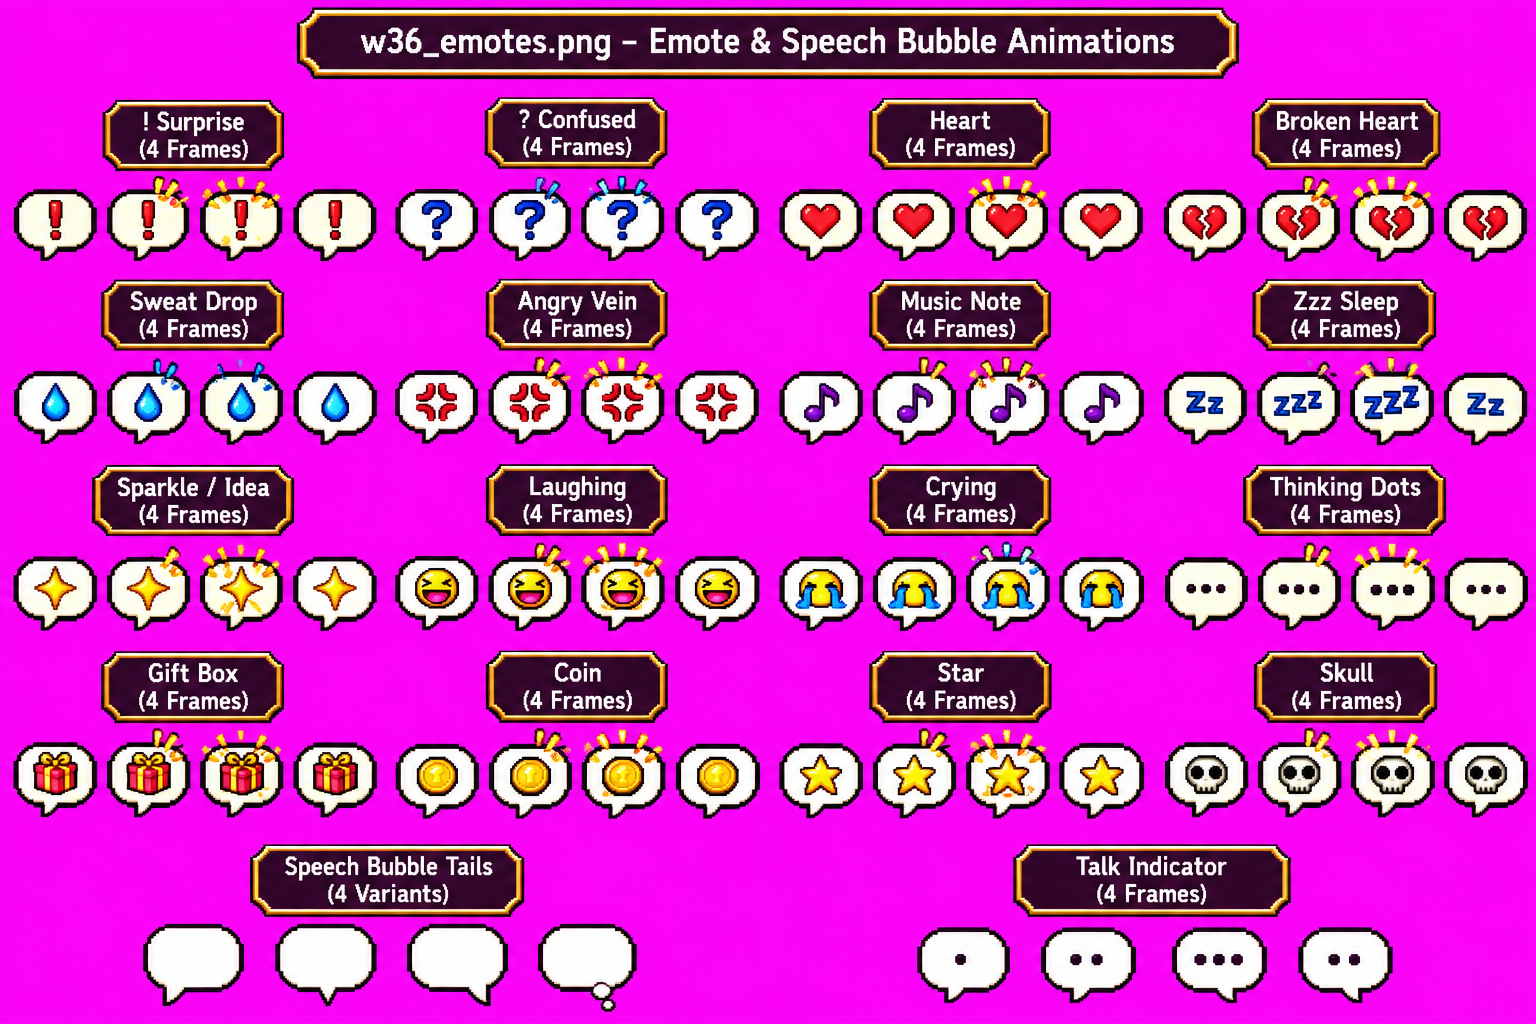 w36_emotes.png – Emote & Speech Bubble Animations
! Surprise
(4 Frames)
? Confused
(4 Frames)
Heart
(4 Frames)
Broken Heart
(4 Frames)
!
!
!
!
?
?
?
?
Sweat Drop
(4 Frames)
Angry Vein
(4 Frames)
Music Note
(4 Frames)
Zzz Sleep
(4 Frames)
Zz
zzz
zzZ
Zz
Sparkle / Idea
(4 Frames)
Laughing
(4 Frames)
Crying
(4 Frames)
Thinking Dots
(4 Frames)
Gift Box
(4 Frames)
Coin
(4 Frames)
Star
(4 Frames)
Skull
(4 Frames)
Speech Bubble Tails
(4 Variants)
Talk Indicator
(4 Frames)